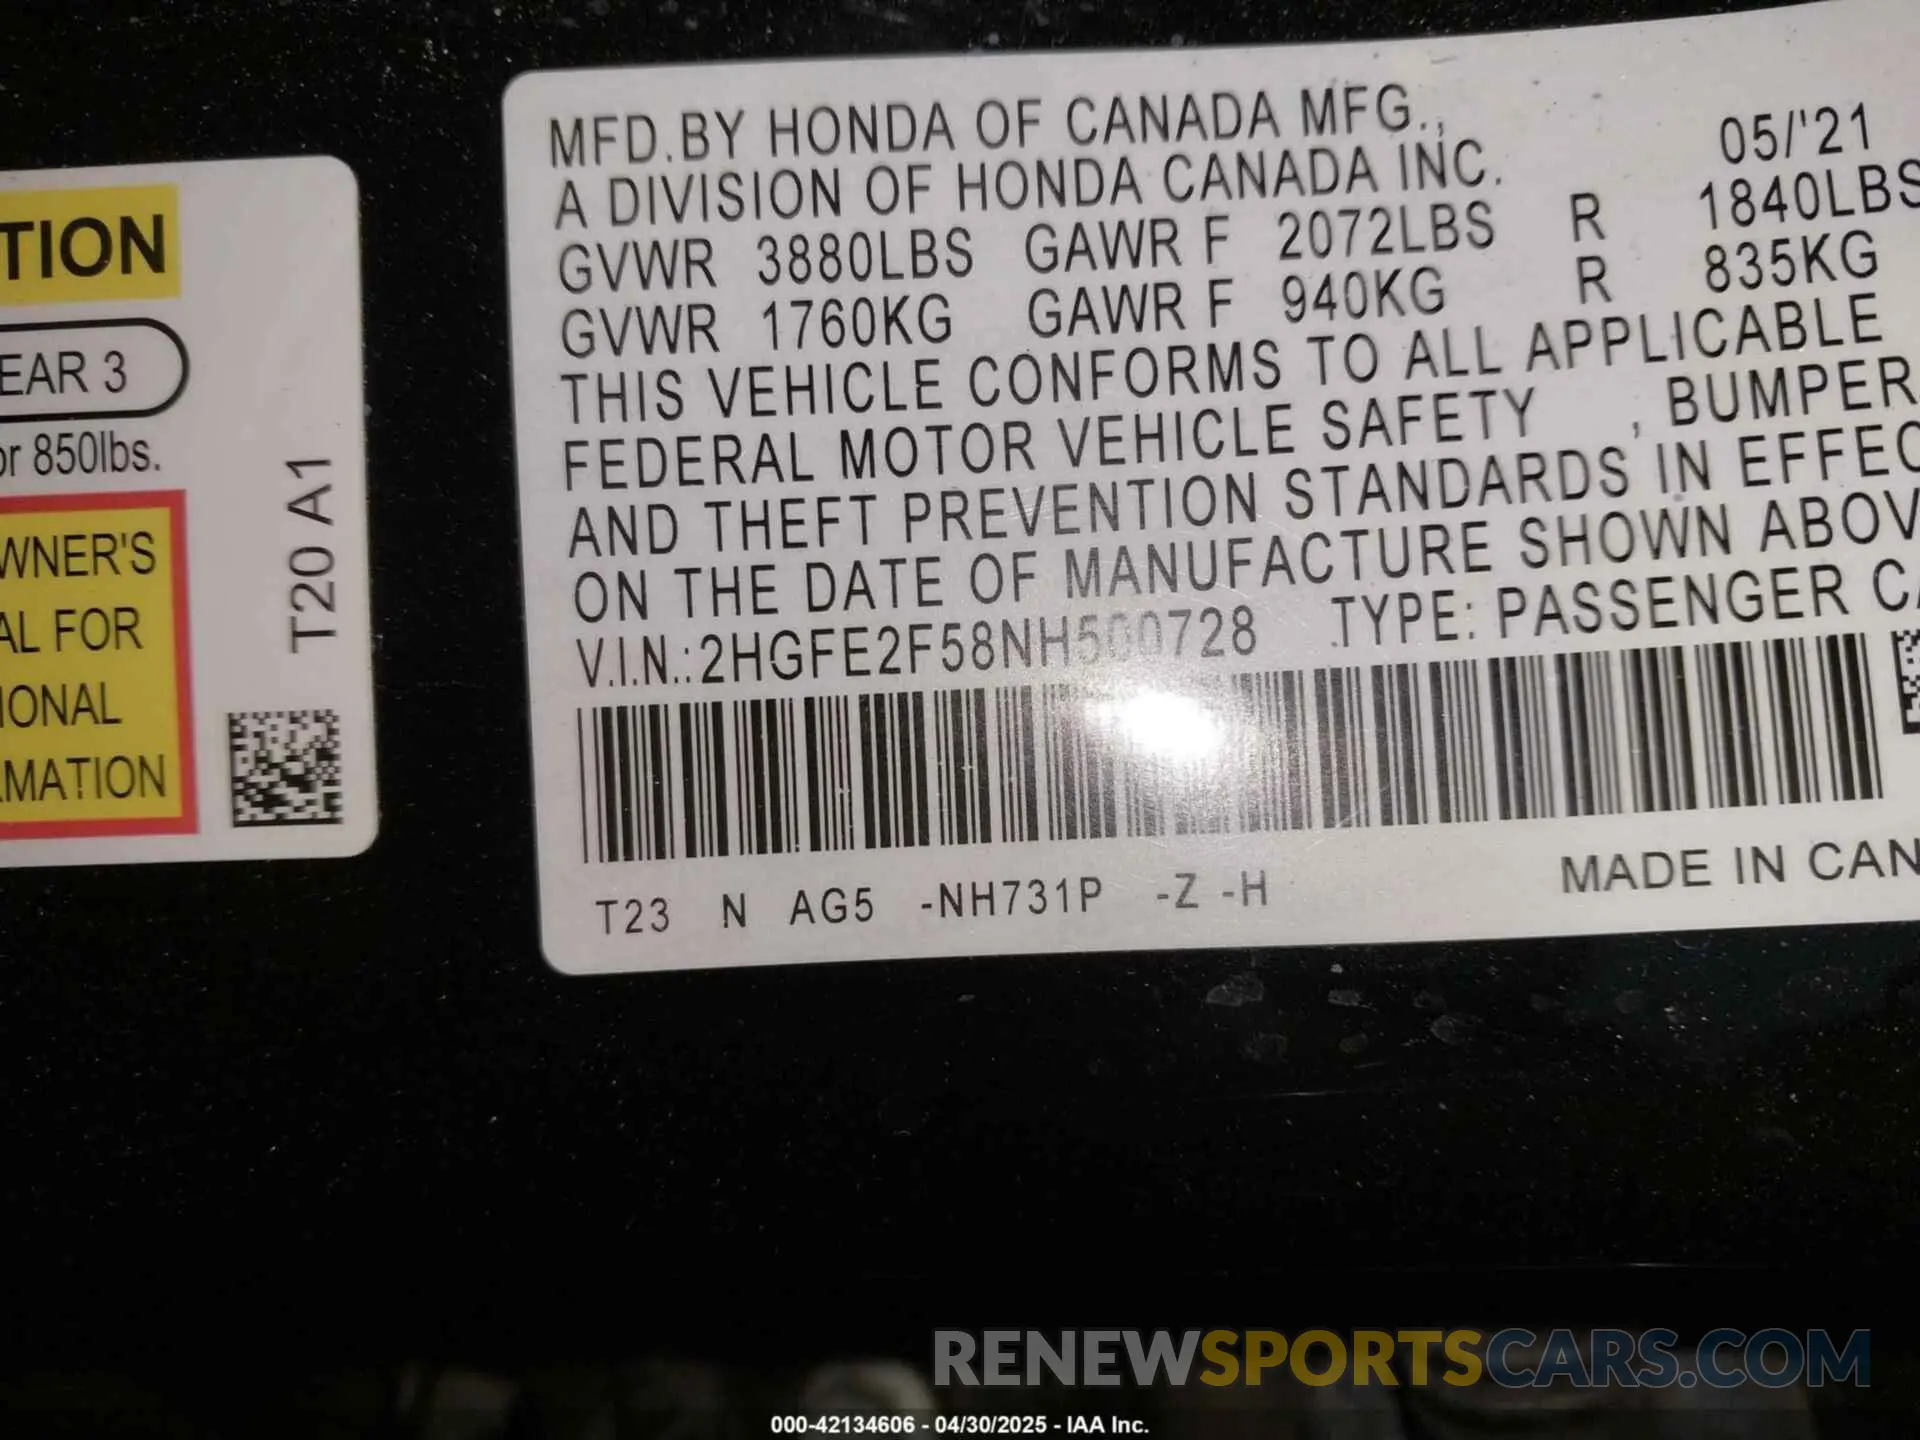 TION
EAR 3
or 850lbs.
WNER'S
AL FOR
IONAL
MATION
T20 A1
MFD.BY HONDA OF CANADA MFG.,
A DIVISION OF HONDA CANADA INC. 05/'21
GVWR 3880LBS GAWR F 2072LBS R 1840LBS
GVWR 1760KG GAWR F 940KG R 835KG
THIS VEHICLE CONFORMS TO ALL APPLICABLE
FEDERAL MOTOR VEHICLE SAFETY , BUMPER
AND THEFT PREVENTION STANDARDS IN EFFEC
ON THE DATE OF MANUFACTURE SHOWN ABOV
V.I.N.:2HGFE2F58NH500728 TYPE: PASSENGER CA
T23 N AG5 -NH731P -Z -H MADE IN CAN
RENEWSPORTSCARS.COM
000-42134606 - 04/30/2025 - IAA Inc.